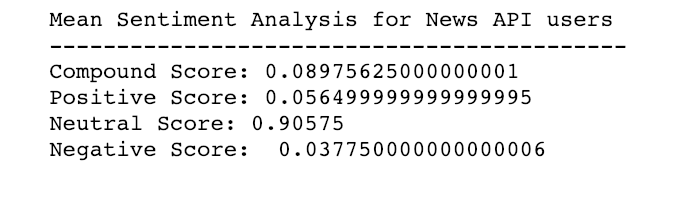 Mean Sentiment Analysis for News API users
-------------------------------------------
Compound Score: 0.08975625000000001
Positive Score: 0.056499999999999995
Neutral Score: 0.90575
Negative Score:  0.037750000000000006